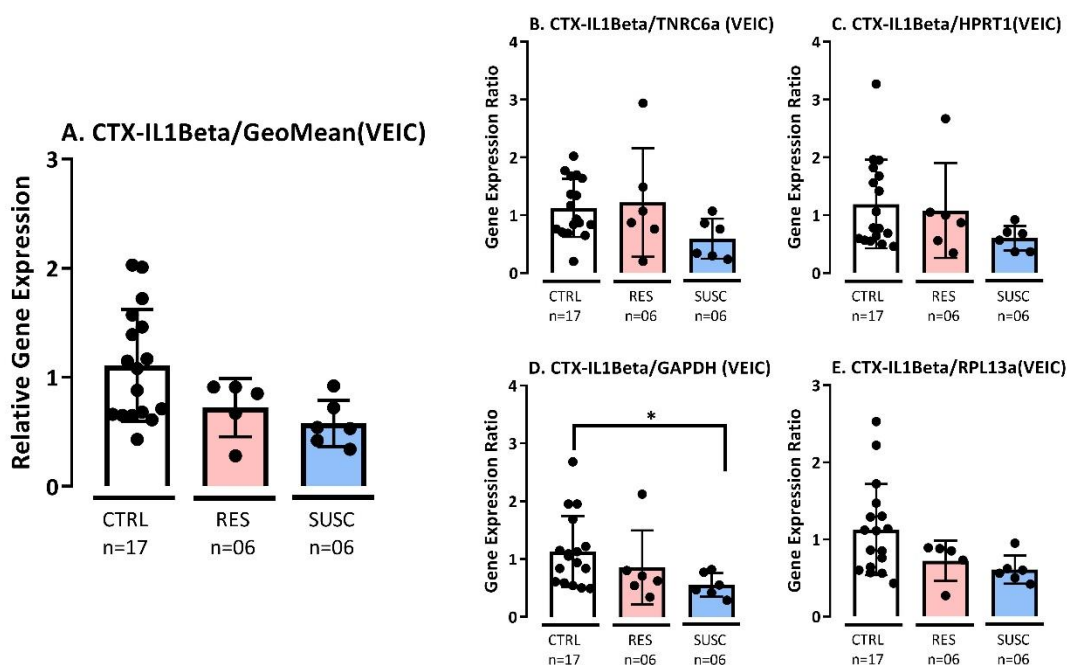 A. CTX-IL1Beta/GeoMean(VEIC)
Relative Gene Expression
3
2
1
0
CTRL RES SUSC
n=17 n=06 n=06
B. CTX-IL1Beta/TNRC6a (VEIC)
Gene Expression Ratio
4
3
2
1
0
CTRL RES SUSC
n=17 n=06 n=06
C. CTX-IL1Beta/HPRT1(VEIC)
Gene Expression Ratio
4
3
2
1
0
CTRL RES SUSC
n=17 n=06 n=06
D. CTX-IL1Beta/GAPDH (VEIC)
Gene Expression Ratio
4
3
2
1
0
*
CTRL RES SUSC
n=17 n=06 n=06
E. CTX-IL1Beta/RPL13a(VEIC)
Gene Expression Ratio
3
2
1
0
CTRL RES SUSC
n=17 n=06 n=06